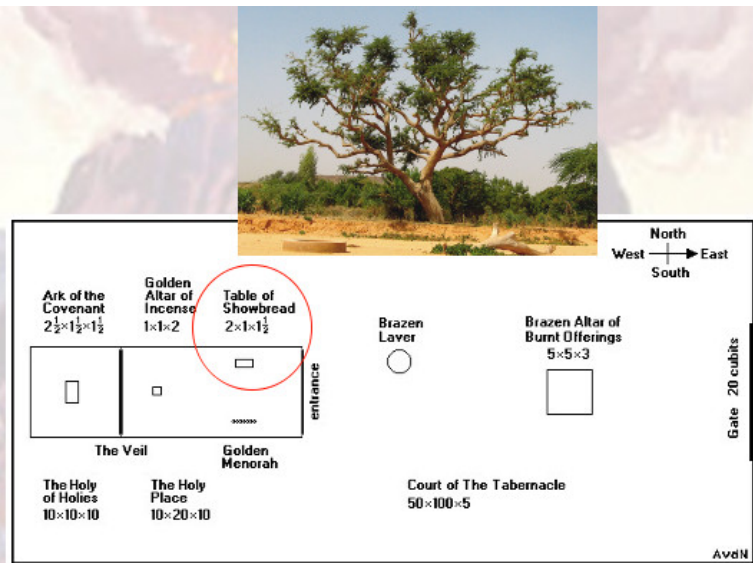 North
West East
South
Ark of the
Covenant
2½×1½×1½
Golden
Altar of
Incense
1×1×2
Table of
Showbread
2×1×1½
Brazen
Laver
Brazen Altar of
Burnt Offerings
5×5×3
entrance
Gate 20 cubits
The Veil
Golden
Menorah
The Holy
of Holies
10×10×10
The Holy
Place
10×20×10
Court of The Tabernacle
50×100×5
AvdN